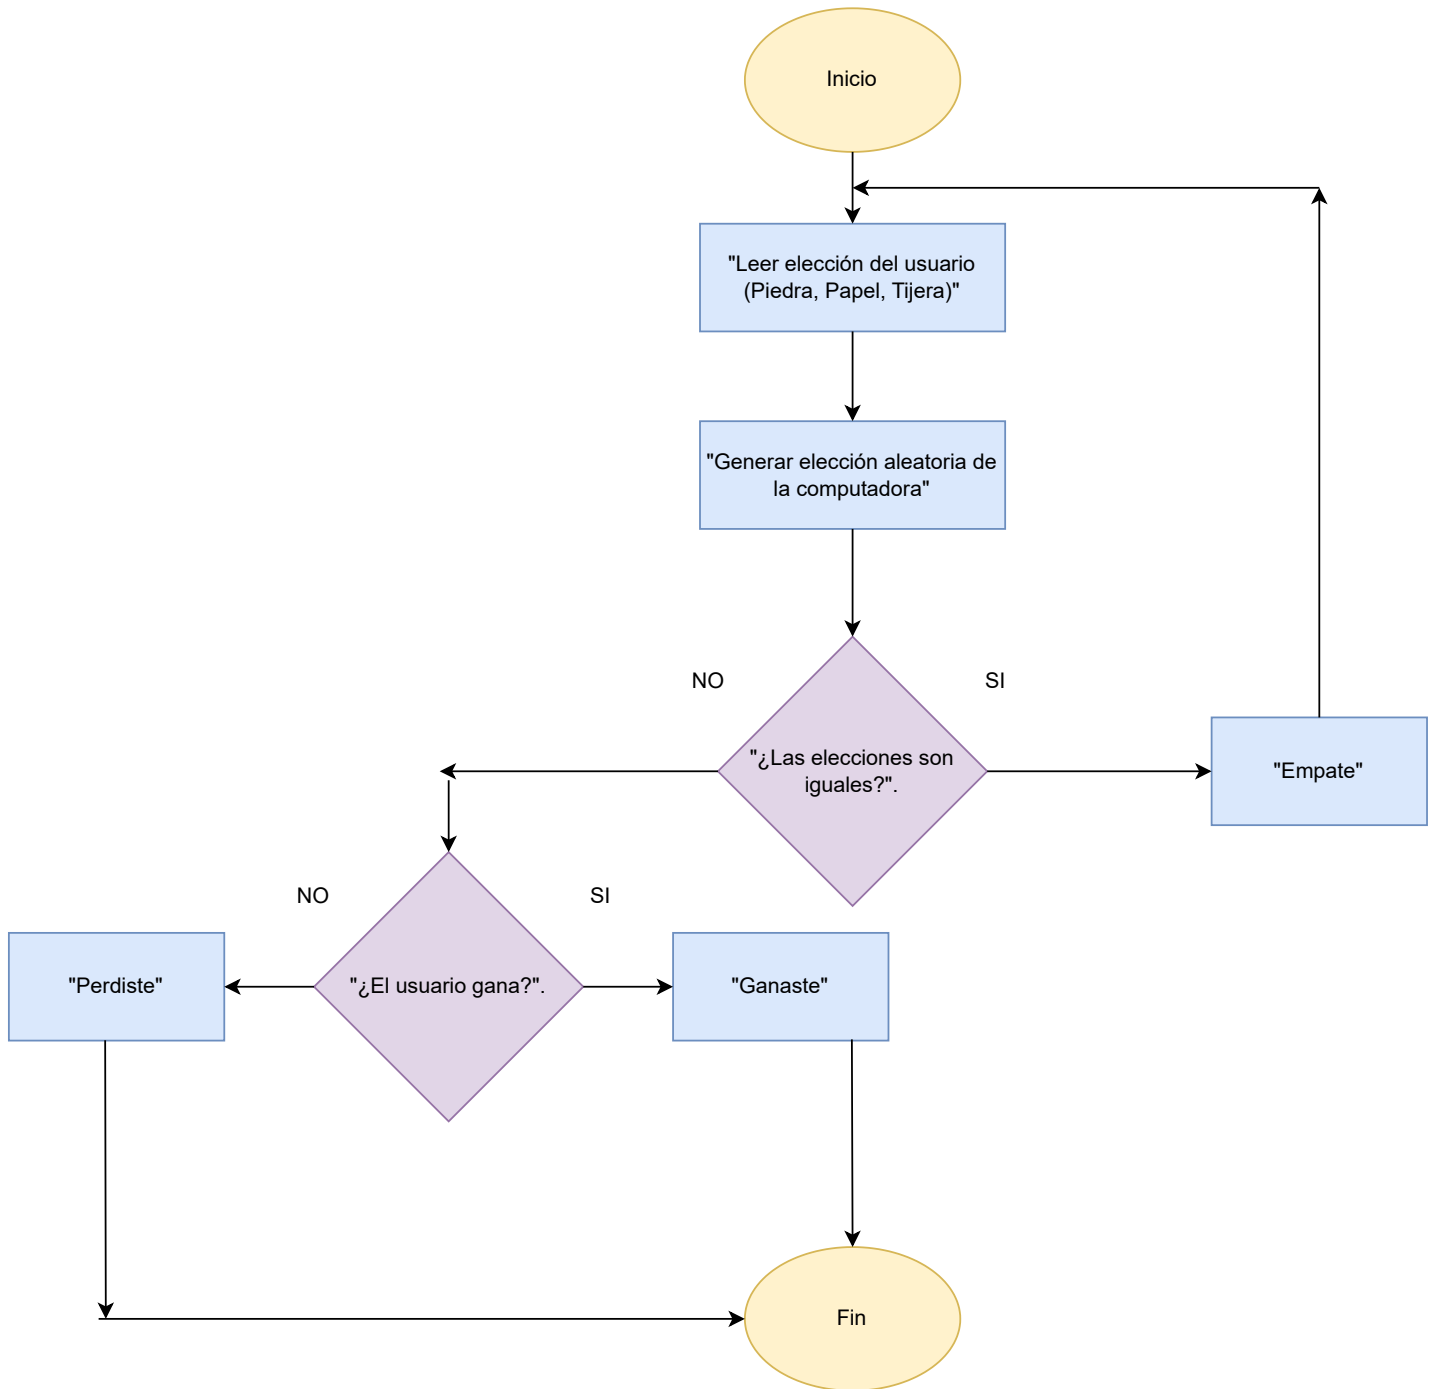 Inicio
"Leer elección del usuario
(Piedra, Papel, Tijera)"
"Generar elección aleatoria de
la computadora"
NO
SI
"¿Las elecciones son
iguales?".
"Empate"
NO
SI
"Perdiste"
"¿El usuario gana?".
"Ganaste"
Fin